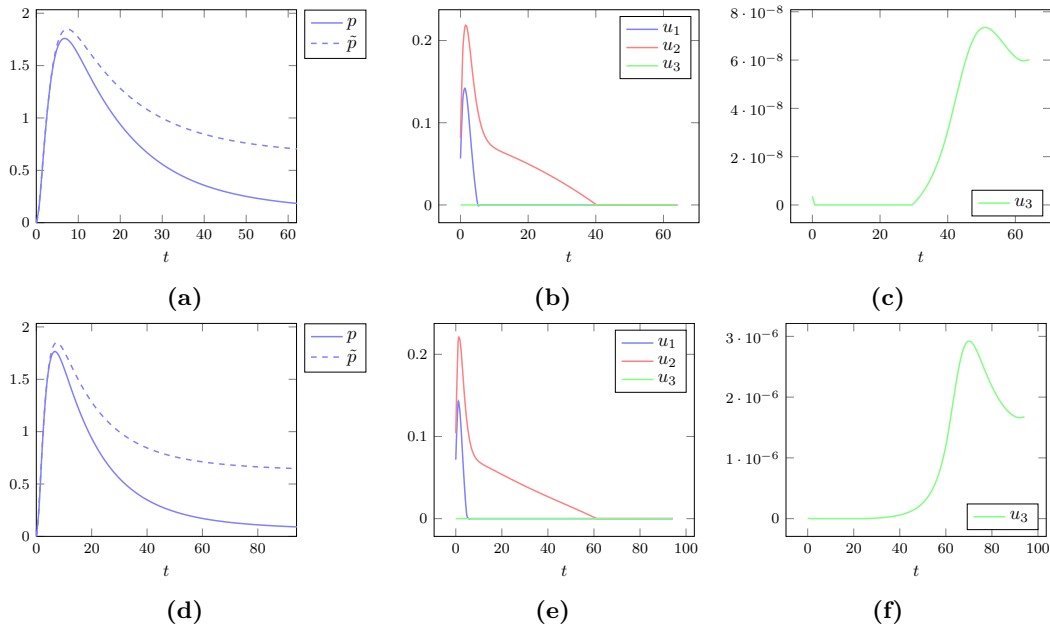 p
p̃
2
1.5
1
0.5
0
0 10 20 30 40 50 60
t
(a)
u₁
u₂
u₃
0.2
0.1
0
0 20 40 60
t
(b)
8 · 10⁻⁸
6 · 10⁻⁸
4 · 10⁻⁸
2 · 10⁻⁸
0
u₃
0 20 40 60
t
(c)
p
p̃
2
1.5
1
0.5
0
0 20 40 60 80
t
(d)
u₁
u₂
u₃
0.2
0.1
0
0 20 40 60 80 100
t
(e)
3 · 10⁻⁶
2 · 10⁻⁶
1 · 10⁻⁶
0
u₃
0 20 40 60 80 100
t
(f)